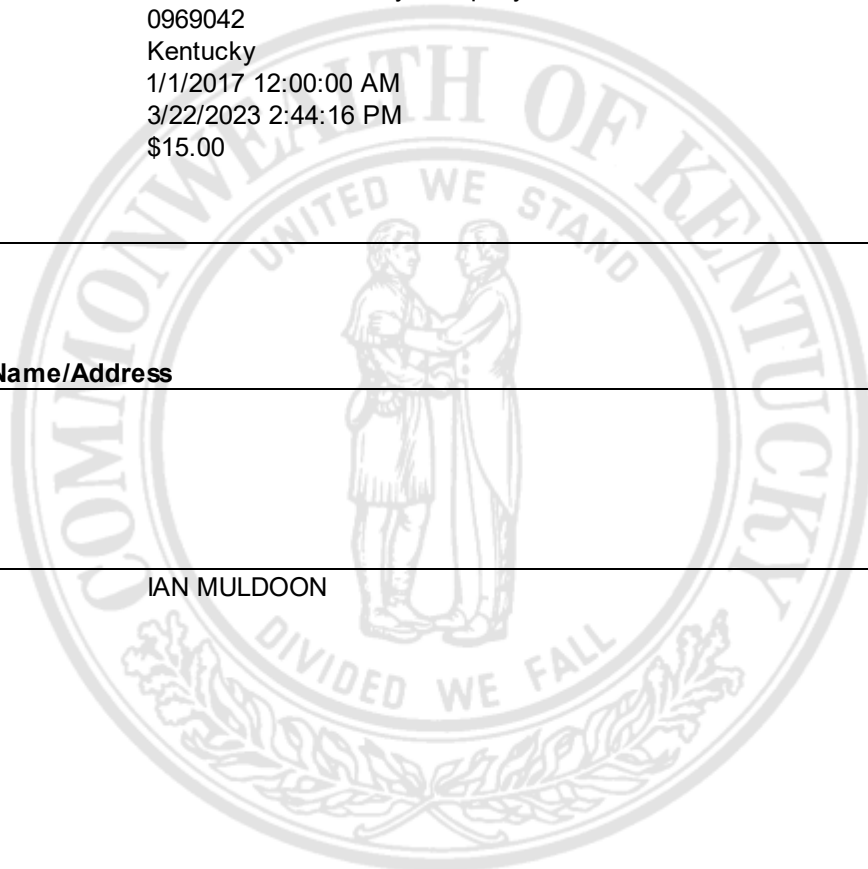 0969042
Kentucky
1/1/2017 12:00:00 AM
3/22/2023 2:44:16 PM
$15.00
COMMONWEALTH OF KENTUCKY
UNITED WE STAND
Name/Address
IAN MULDOON
DIVIDED WE FALL